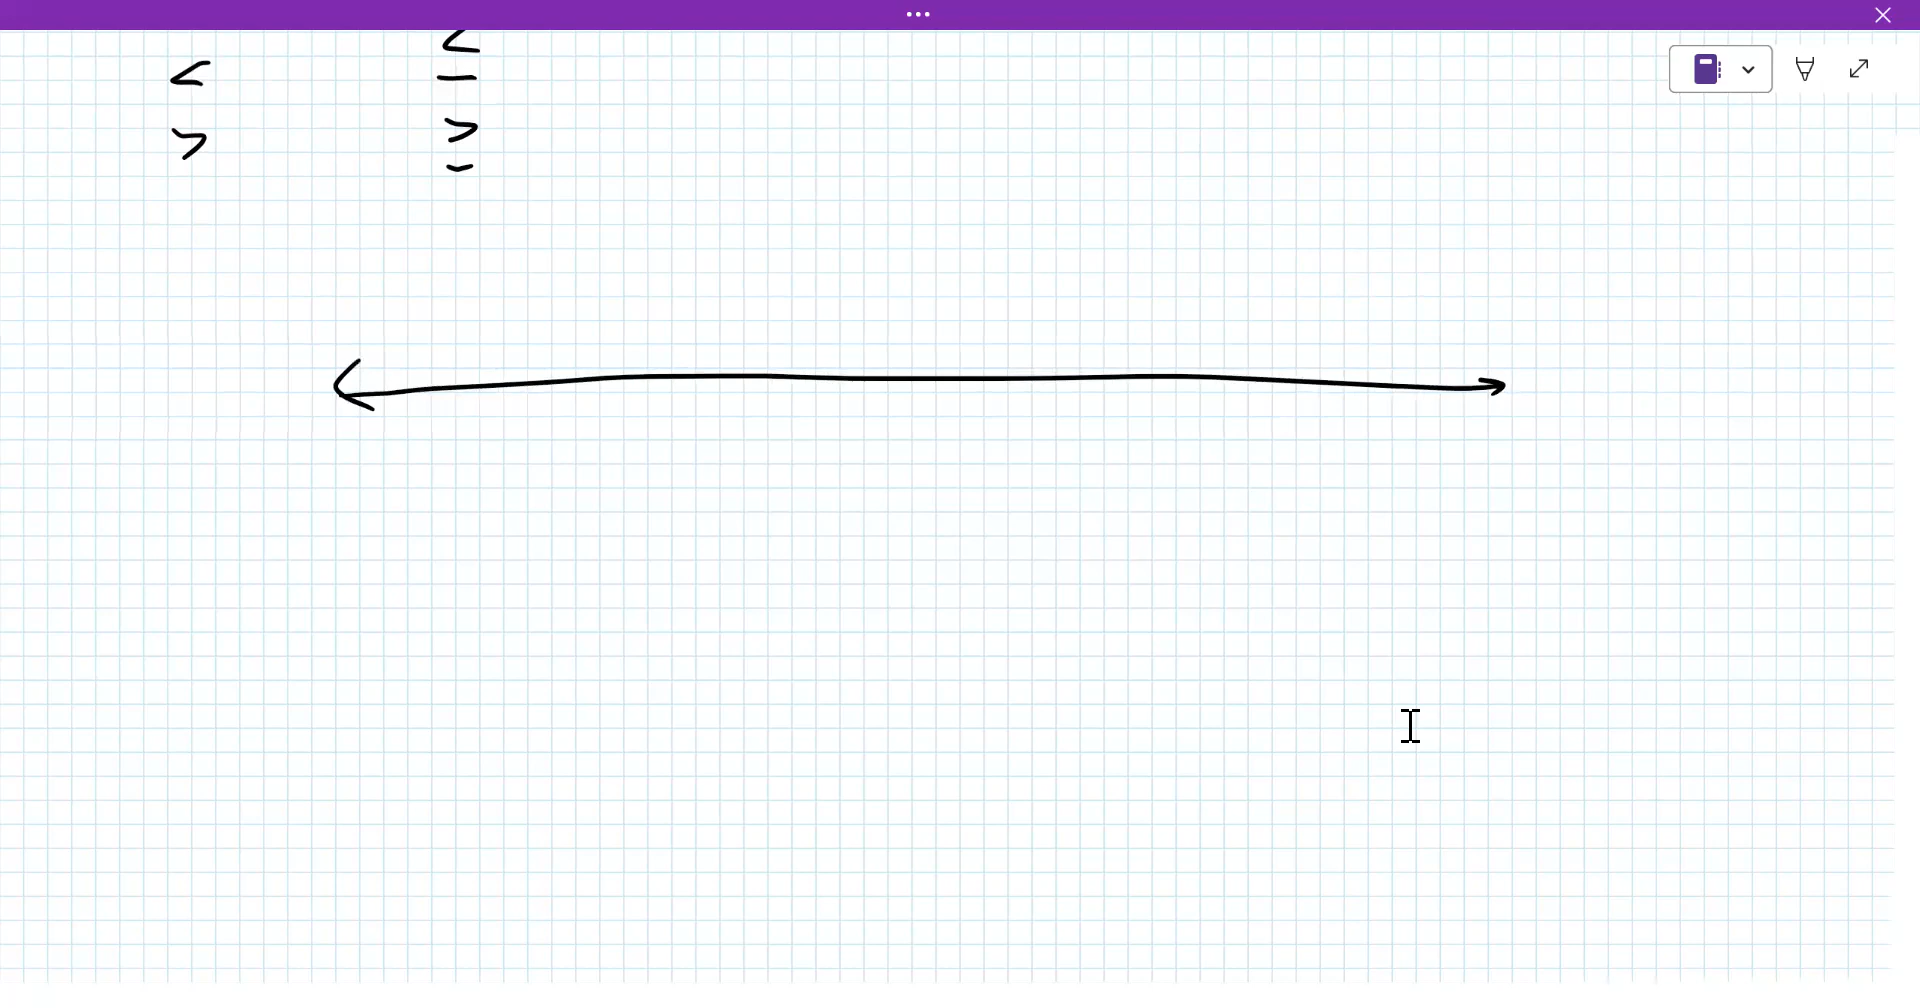 < ≤
> ≥